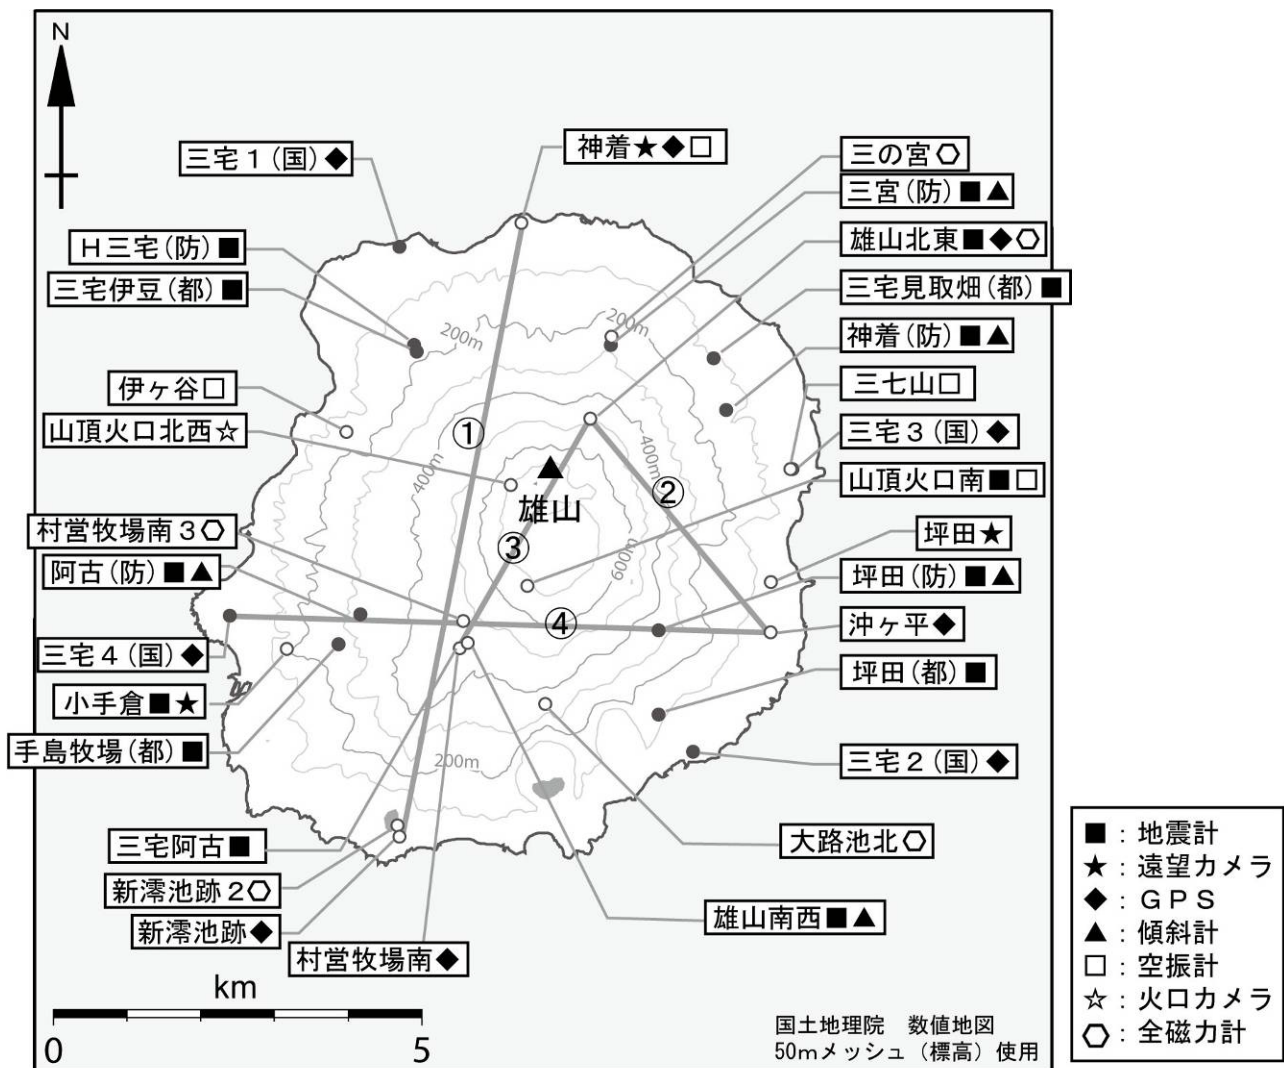 N
三宅１(国)◆
神着★◆□
三の宮⬡
三宮(防)■▲
H三宅(防)■
雄山北東■◆⬡
三宅伊豆(都)■
三宅見取畑(都)■
200m
200m
神着(防)■▲
伊ヶ谷□
三七山□
山頂火口北西☆
①
三宅３(国)◆
400m
400m
山頂火口南■□
②
雄山
村営牧場南３⬡
③
600m
坪田★
阿古(防)■▲
坪田(防)■▲
④
沖ヶ平◆
三宅４(国)◆
坪田(都)■
小手倉■★
手島牧場(都)■
200m
三宅２(国)◆
三宅阿古■
大路池北⬡
新澪池跡２⬡
雄山南西■▲
新澪池跡◆
村営牧場南◆
km
0
5
国土地理院　数値地図
50mメッシュ（標高）使用
■：地震計
★：遠望カメラ
◆：ＧＰＳ
▲：傾斜計
□：空振計
☆：火口カメラ
⬡：全磁力計